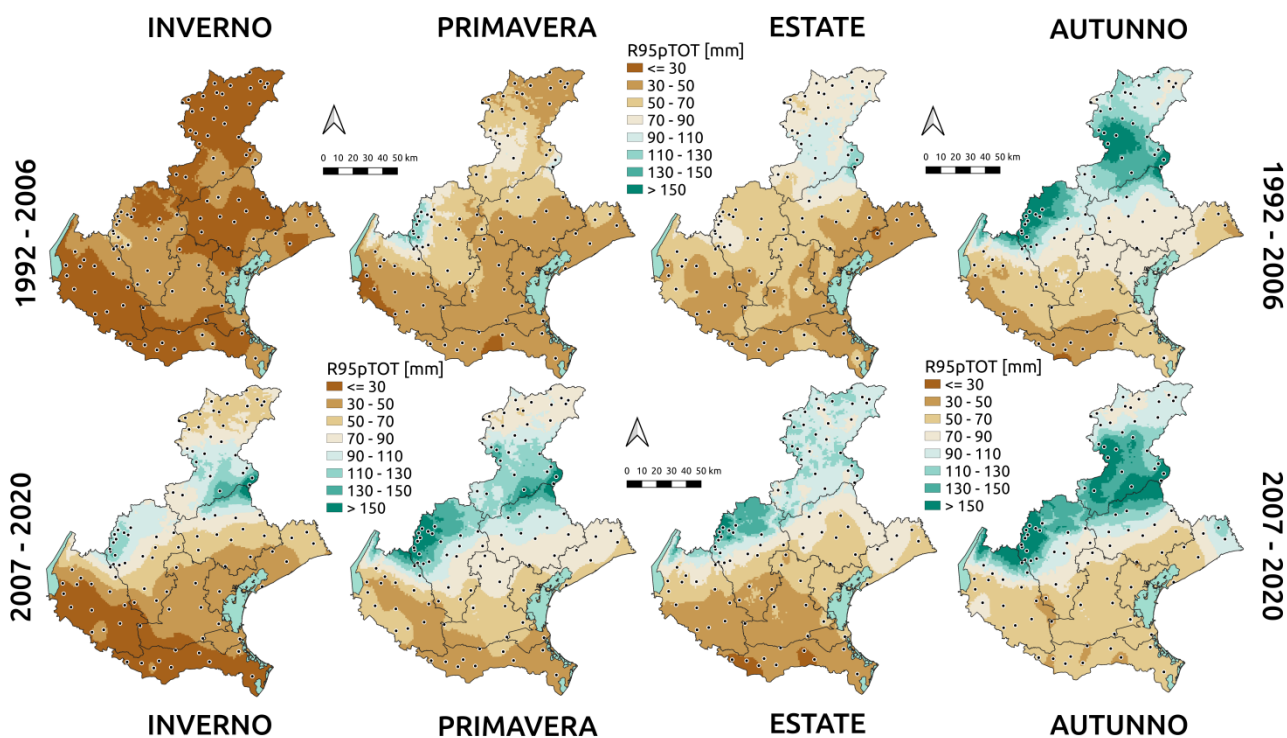 INVERNO
PRIMAVERA
ESTATE
AUTUNNO
1992 - 2006
0 10 20 30 40 50 km
R95pTOT [mm]
<= 30
30 - 50
50 - 70
70 - 90
90 - 110
110 - 130
130 - 150
> 150
0 10 20 30 40 50 km
1992 - 2006
2007 - 2020
R95pTOT [mm]
<= 30
30 - 50
50 - 70
70 - 90
90 - 110
110 - 130
130 - 150
> 150
0 10 20 30 40 50 km
R95pTOT [mm]
<= 30
30 - 50
50 - 70
70 - 90
90 - 110
110 - 130
130 - 150
> 150
2007 - 2020
INVERNO
PRIMAVERA
ESTATE
AUTUNNO